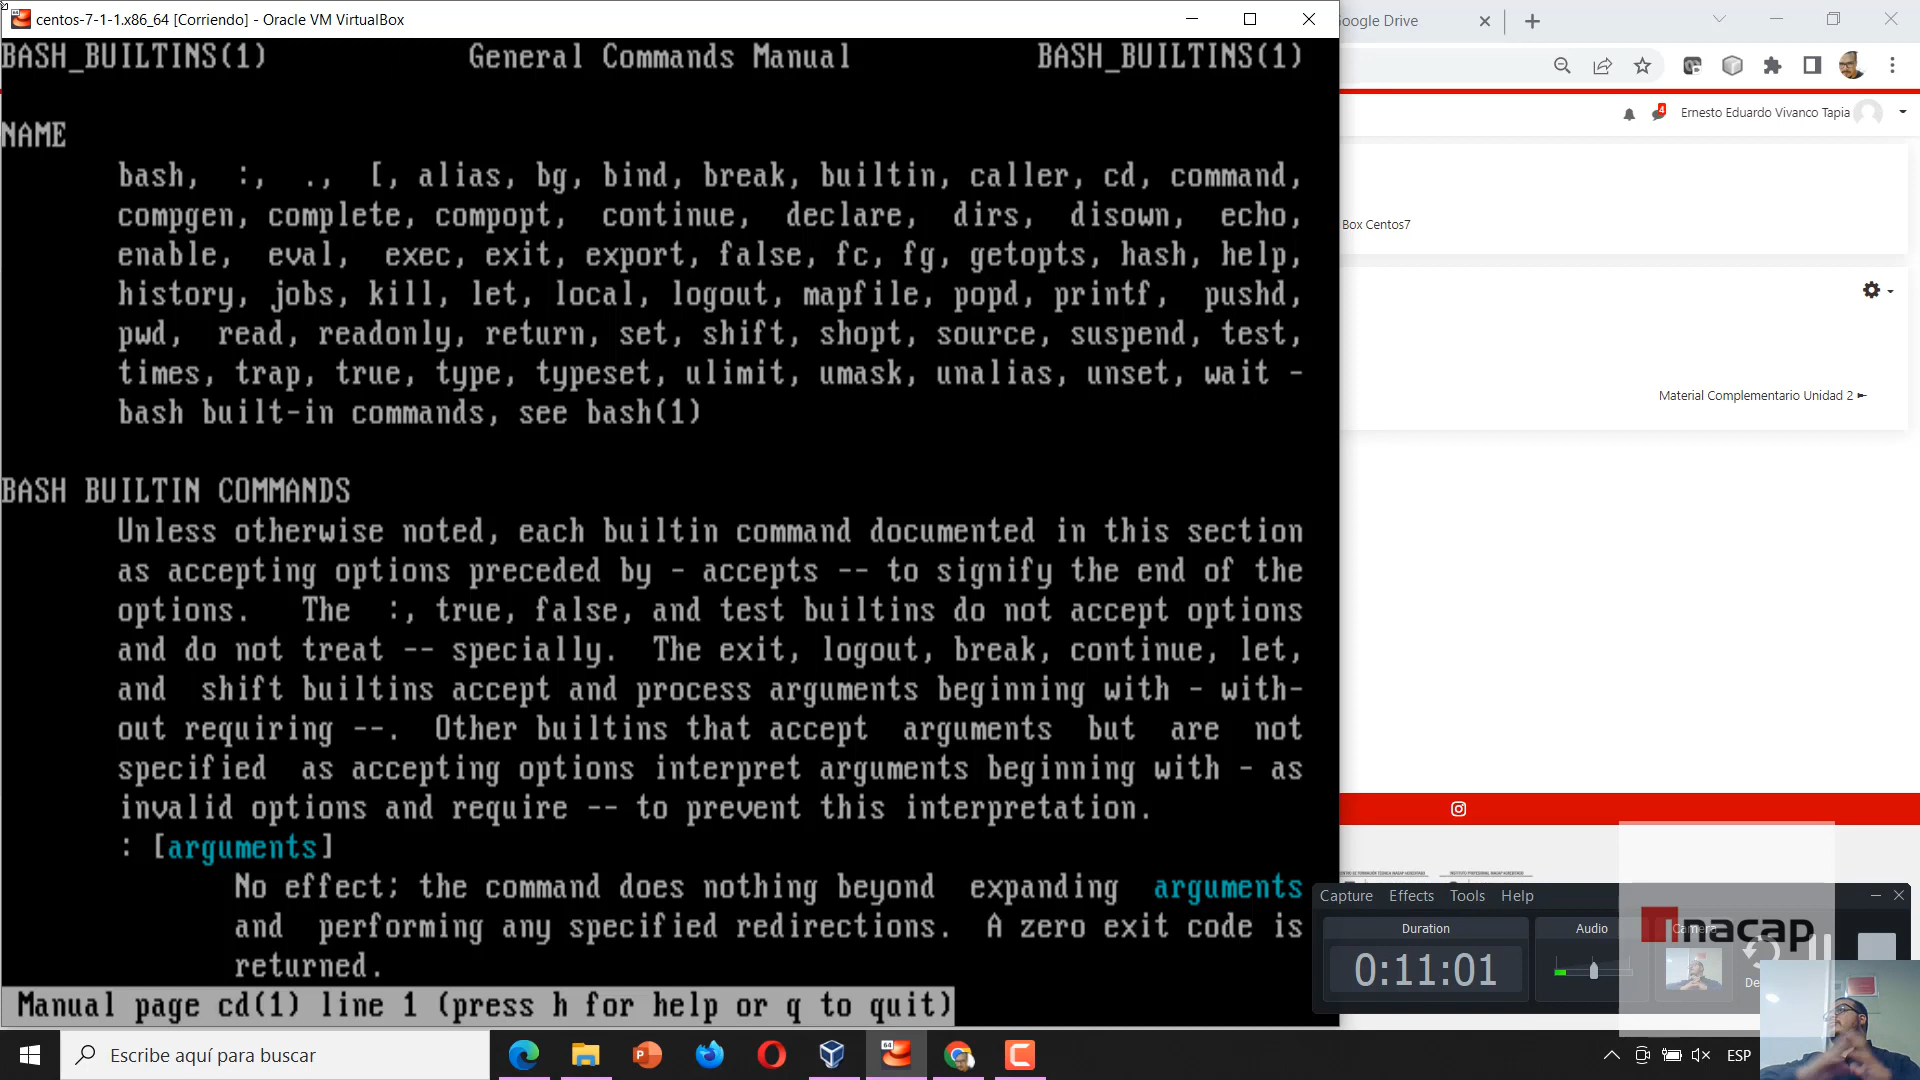 centos-7-1-1.x86_64 [Corriendo] - Oracle VM VirtualBox
BASH_BUILTINS(1) General Commands Manual BASH_BUILTINS(1)
NAME
bash, :, ., [, alias, bg, bind, break, builtin, caller, cd, command,
compgen, complete, compopt, continue, declare, dirs, disown, echo,
enable, eval, exec, exit, export, false, fc, fg, getopts, hash, help,
history, jobs, kill, let, local, logout, mapfile, popd, printf, pushd,
pwd, read, readonly, return, set, shift, shopt, source, suspend, test,
times, trap, true, type, typeset, ulimit, umask, unalias, unset, wait -
bash built-in commands, see bash(1)
BASH BUILTIN COMMANDS
Unless otherwise noted, each builtin command documented in this section
as accepting options preceded by - accepts -- to signify the end of the
options. The :, true, false, and test builtins do not accept options
and do not treat -- specially. The exit, logout, break, continue, let,
and shift builtins accept and process arguments beginning with - with-
out requiring --. Other builtins that accept arguments but are not
specified as accepting options interpret arguments beginning with - as
invalid options and require -- to prevent this interpretation.
: [arguments]
No effect; the command does nothing beyond expanding arguments
and performing any specified redirections. A zero exit code is
returned.
Manual page cd(1) line 1 (press h for help or q to quit)
oogle Drive
4
Ernesto Eduardo Vivanco Tapia
Box Centos7
Material Complementario Unidad 2
Capture Effects Tools Help
Duration
Audio
0:11:01
inacap
De
Escribe aquí para buscar
64
ESP